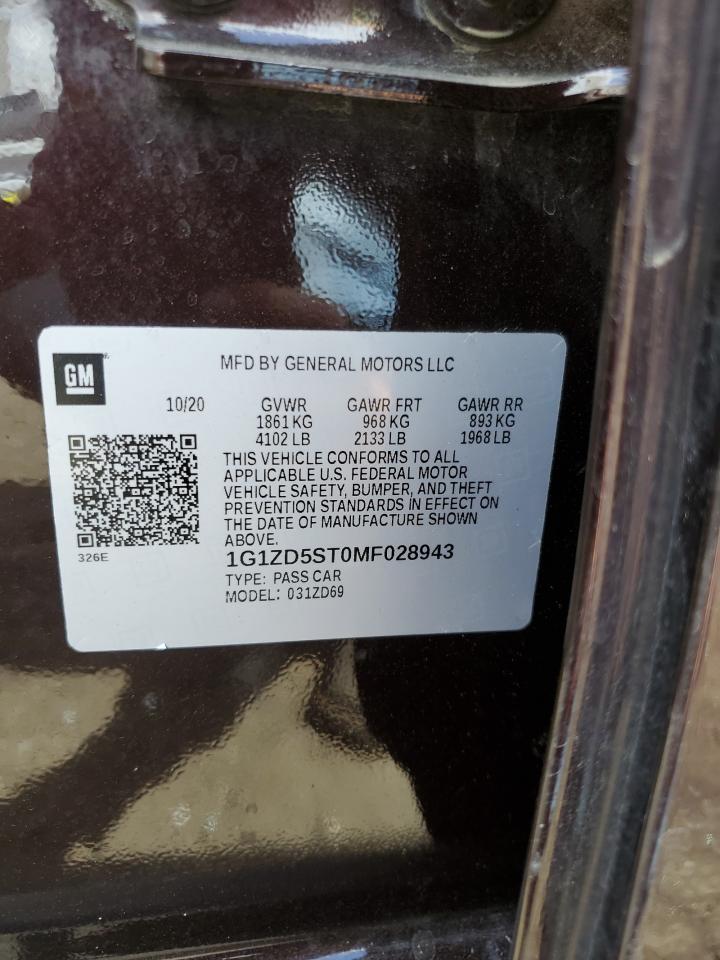 GM
MFD BY GENERAL MOTORS LLC
10/20 GVWR GAWR FRT GAWR RR
1861 KG 968 KG 893 KG
4102 LB 2133 LB 1968 LB
THIS VEHICLE CONFORMS TO ALL
APPLICABLE U.S. FEDERAL MOTOR
VEHICLE SAFETY, BUMPER, AND THEFT
PREVENTION STANDARDS IN EFFECT ON
THE DATE OF MANUFACTURE SHOWN
ABOVE.
326E
1G1ZD5ST0MF028943
TYPE: PASS CAR
MODEL: 031ZD69